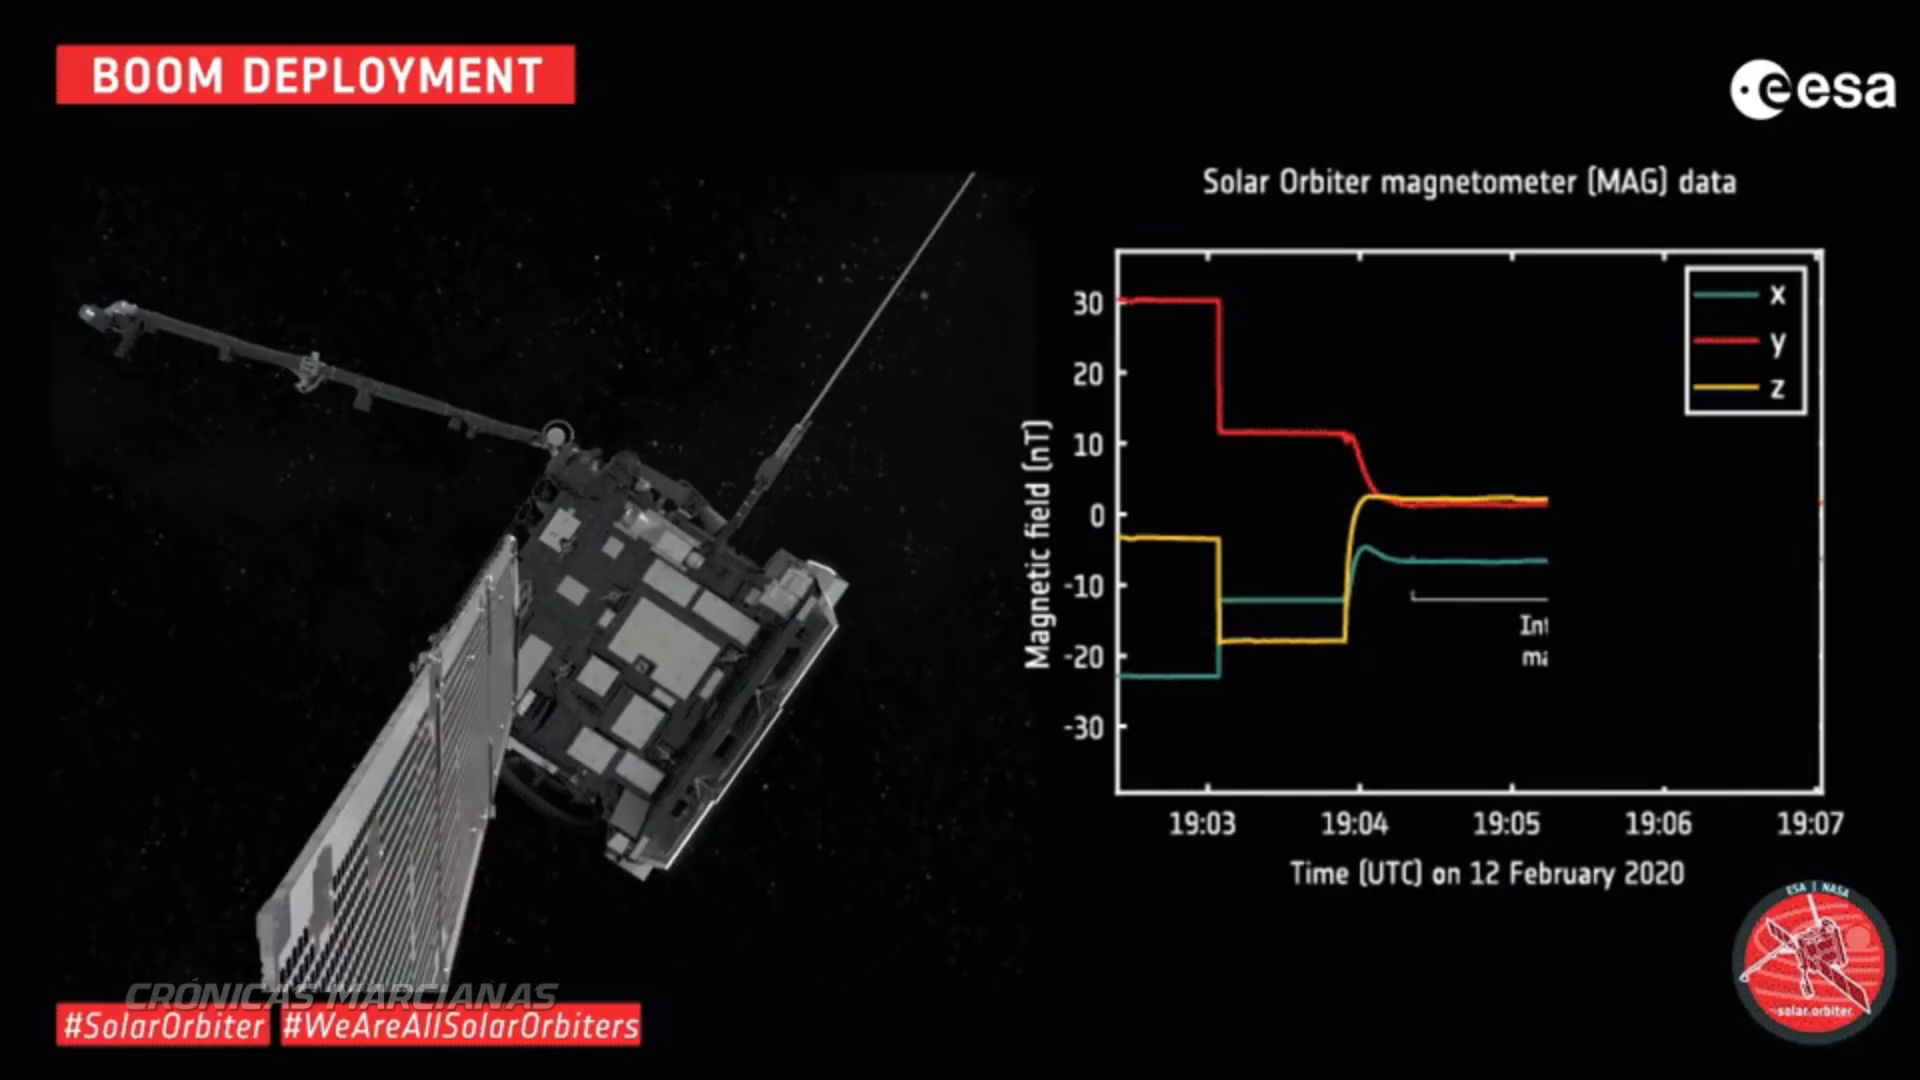 BOOM DEPLOYMENT
esa
Solar Orbiter magnetometer (MAG) data
x
y
z
30
20
10
0
-10
-20
-30
Magnetic field (nT)
19:03 19:04 19:05 19:06 19:07
Time (UTC) on 12 February 2020
ESA | NASA
solar orbiter
CRÓNICAS MARCIANAS
#SolarOrbiter #WeAreAllSolarOrbiters